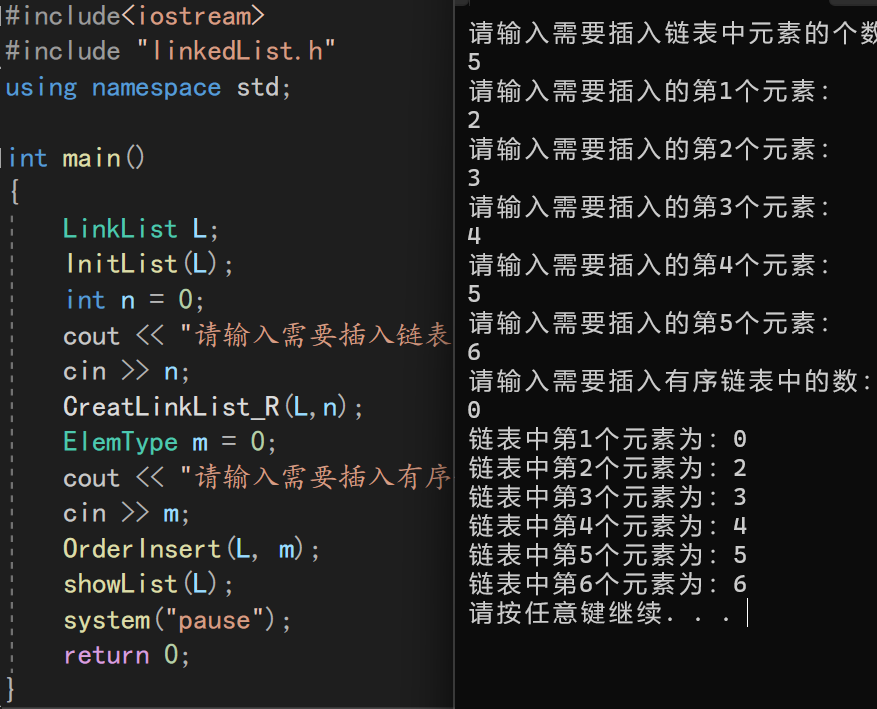 #include<iostream>
#include "linkedList.h"
using namespace std;
int main()
{
LinkList L;
InitList(L);
int n = 0;
cout << "请输入需要插入链表
cin >> n;
CreatLinkList_R(L,n);
ElemType m = 0;
cout << "请输入需要插入有序
cin >> m;
OrderInsert(L, m);
showList(L);
system("pause");
return 0;
}
请输入需要插入链表中元素的个数
5
请输入需要插入的第1个元素:
2
请输入需要插入的第2个元素:
3
请输入需要插入的第3个元素:
4
请输入需要插入的第4个元素:
5
请输入需要插入的第5个元素:
6
请输入需要插入有序链表中的数:
0
链表中第1个元素为: 0
链表中第2个元素为: 2
链表中第3个元素为: 3
链表中第4个元素为: 4
链表中第5个元素为: 5
链表中第6个元素为: 6
请按任意键继续. . .